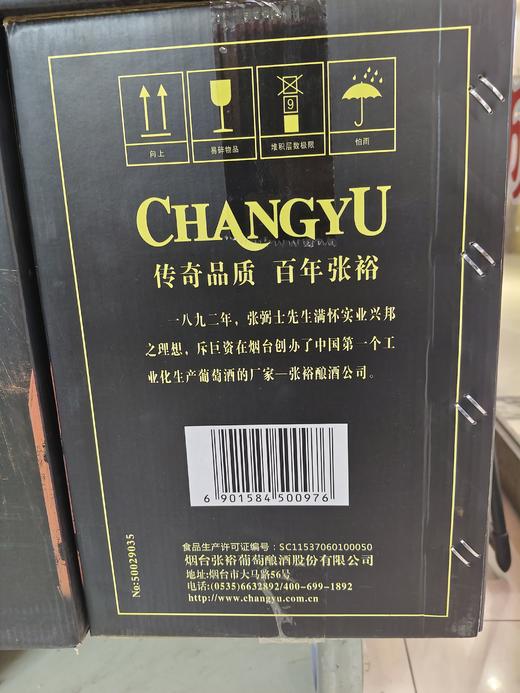 9
向上
易碎物品
堆积层数极限
怕雨
CHANGYU
传奇品质 百年张裕
一八九二年，张弼士先生满怀实业兴邦
之理想，斥巨资在烟台创办了中国第一个工
业化生产葡萄酒的厂家—张裕酿酒公司。
6 901584 500976
No:50029035
食品生产许可证编号：SC11537060100050
烟台张裕葡萄酿酒股份有限公司
地址:烟台市大马路56号
电话:(0535)6632892/400-699-1892
http://www.changyu.com.cn